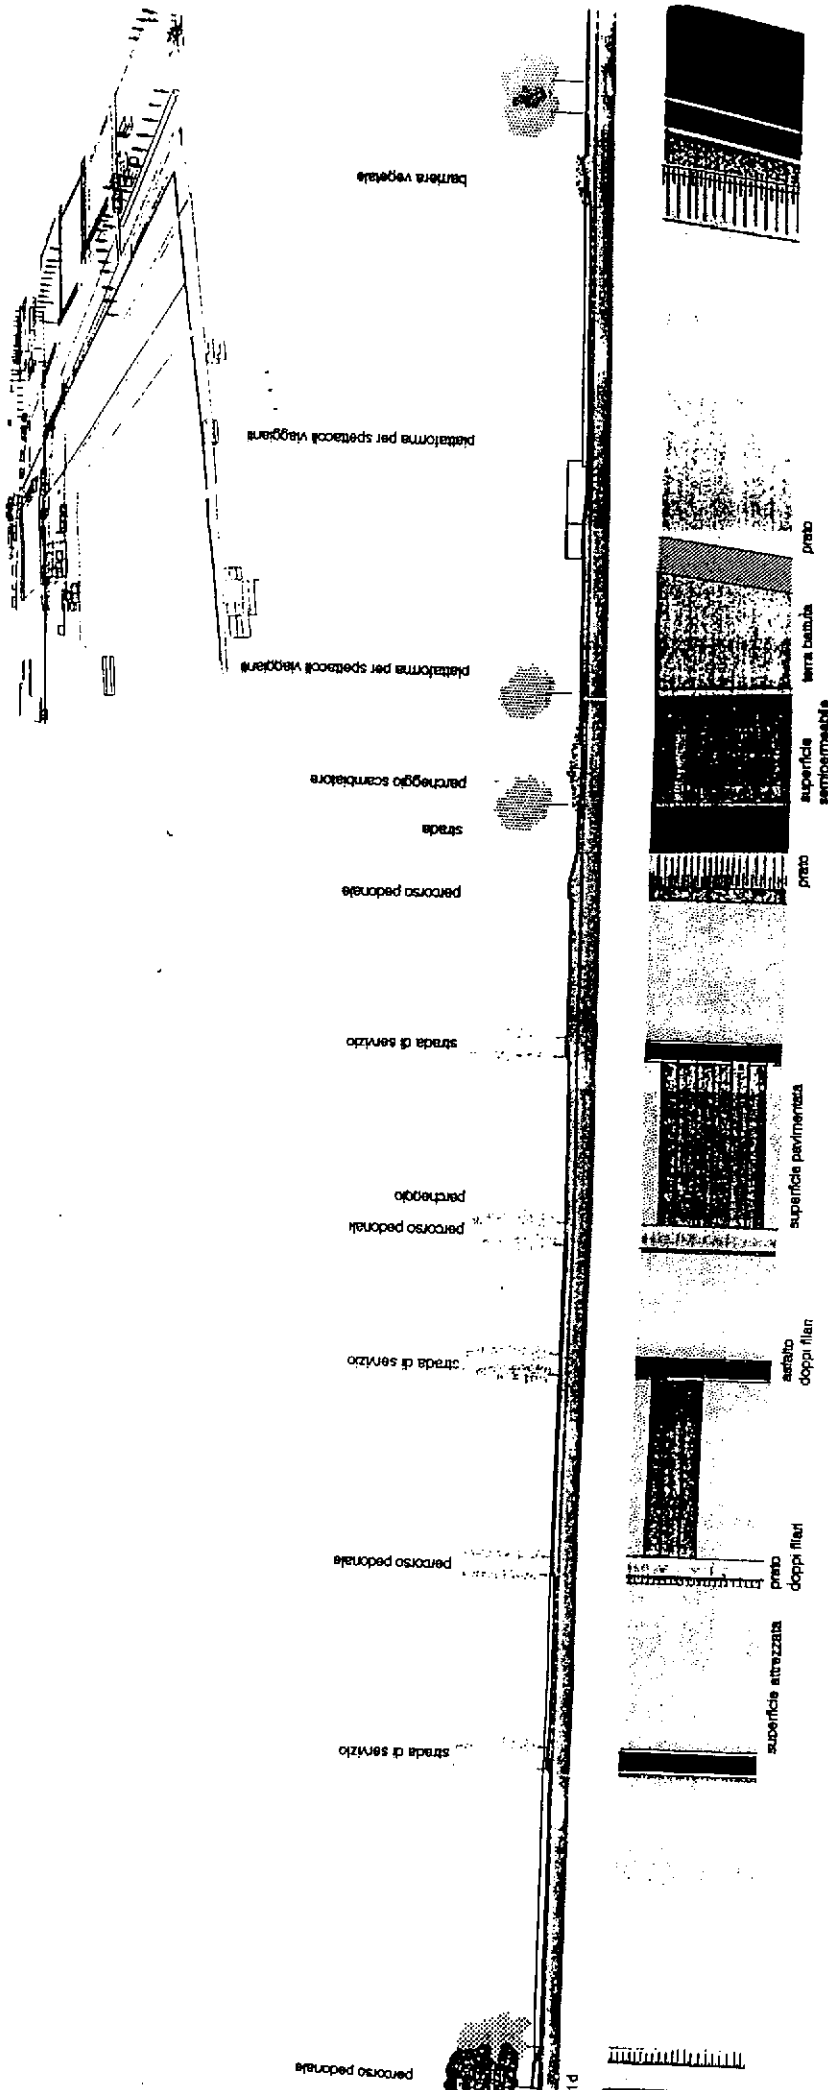 barriera vegetale
piattaforma per spettacoli viaggianti
piattaforma per spettacoli viaggianti
parcheggio scambiatore
strada
percorso pedonale
strada di servizio
parcheggio
percorso pedonale
strada di servizio
percorso pedonale
strada di servizio
percorso pedonale
prato
terra battuta
superficie
semipermeabile
prato
superficie pavimentata
asfalto
doppi filari
prato
doppi filari
superficie attrezzata
1d